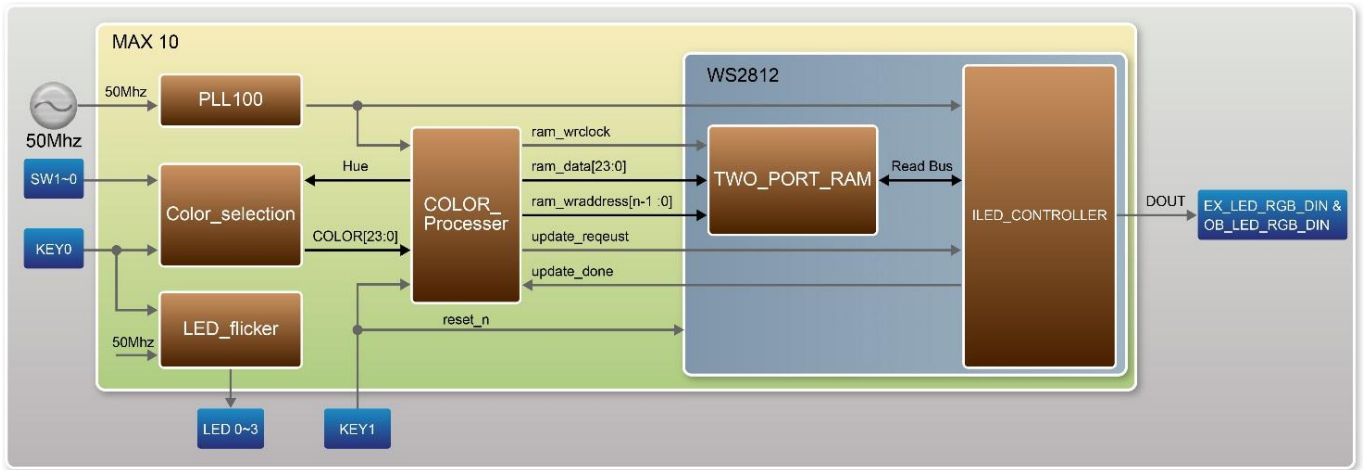 MAX 10
WS2812
50Mhz
PLL100
50Mhz
ram_wrclock
SW1~0
Hue
ram_data[23:0]
TWO_PORT_RAM
Read Bus
Color_selection
COLOR_
Processer
ram_wraddress[n-1 :0]
ILED_CONTROLLER
DOUT
EX_LED_RGB_DIN &
OB_LED_RGB_DIN
KEY0
COLOR[23:0]
update_reqeust
update_done
LED_flicker
50Mhz
reset_n
LED 0~3
KEY1